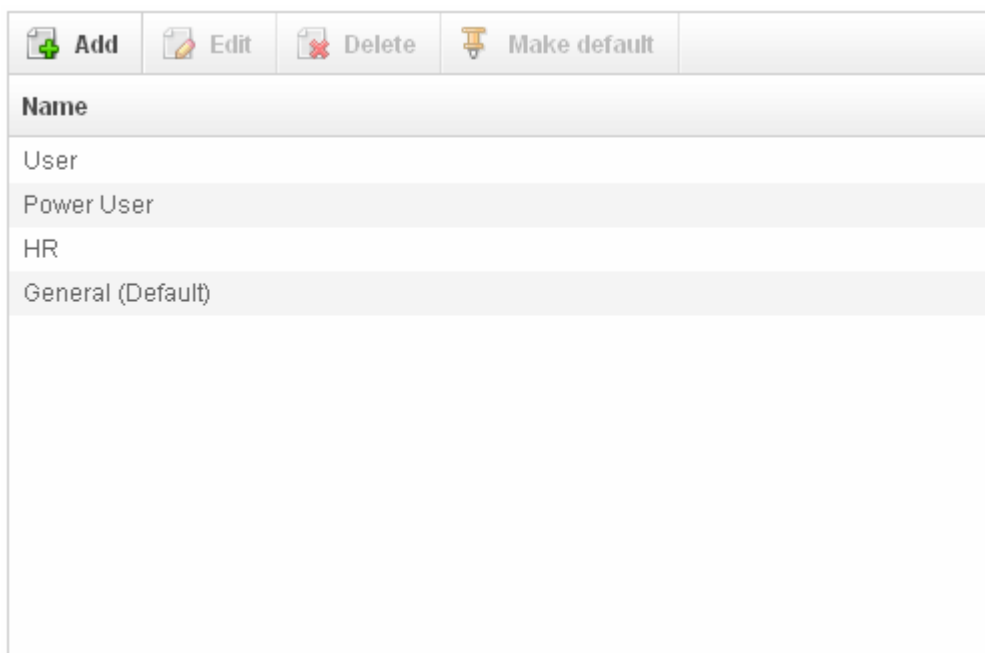 Add Edit Delete Make default
Name
User
Power User
HR
General (Default)